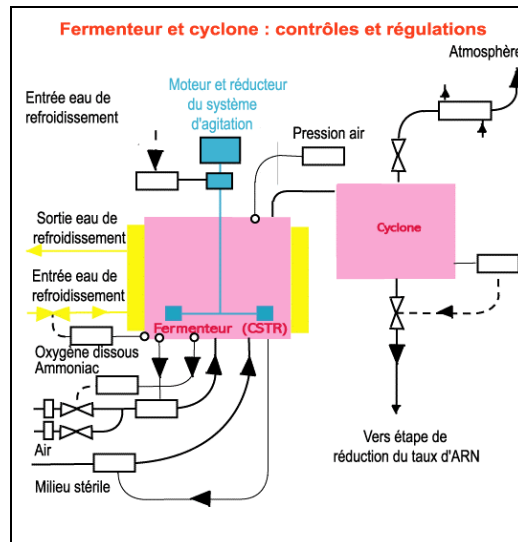 Fermenteur et cyclone : contrôles et régulations
Atmosphère
Moteur et réducteur
du système
d'agitation
Entrée eau de
refroidissement
Pression air
Sortie eau de
refroidissement
Cyclone
Entrée eau de
refroidissement
Fermenteur (CSTR)
Oxygène dissous
Ammoniac
Air
Milieu stérile
Vers étape de
réduction du taux d'ARN